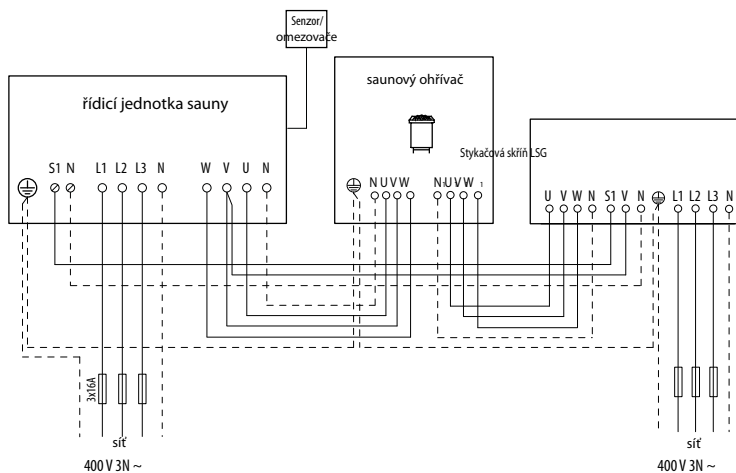 Senzor/
omezovače
řídicí jednotka sauny
S1 N L1 L2 L3 N W V U N
saunový ohřívač
N U V W N1 U V W 1
Stykačová skříň LSG
U V W N S1 V N L1 L2 L3 N
3x16A
síť
400 V 3N ~
síť
400 V 3N ~